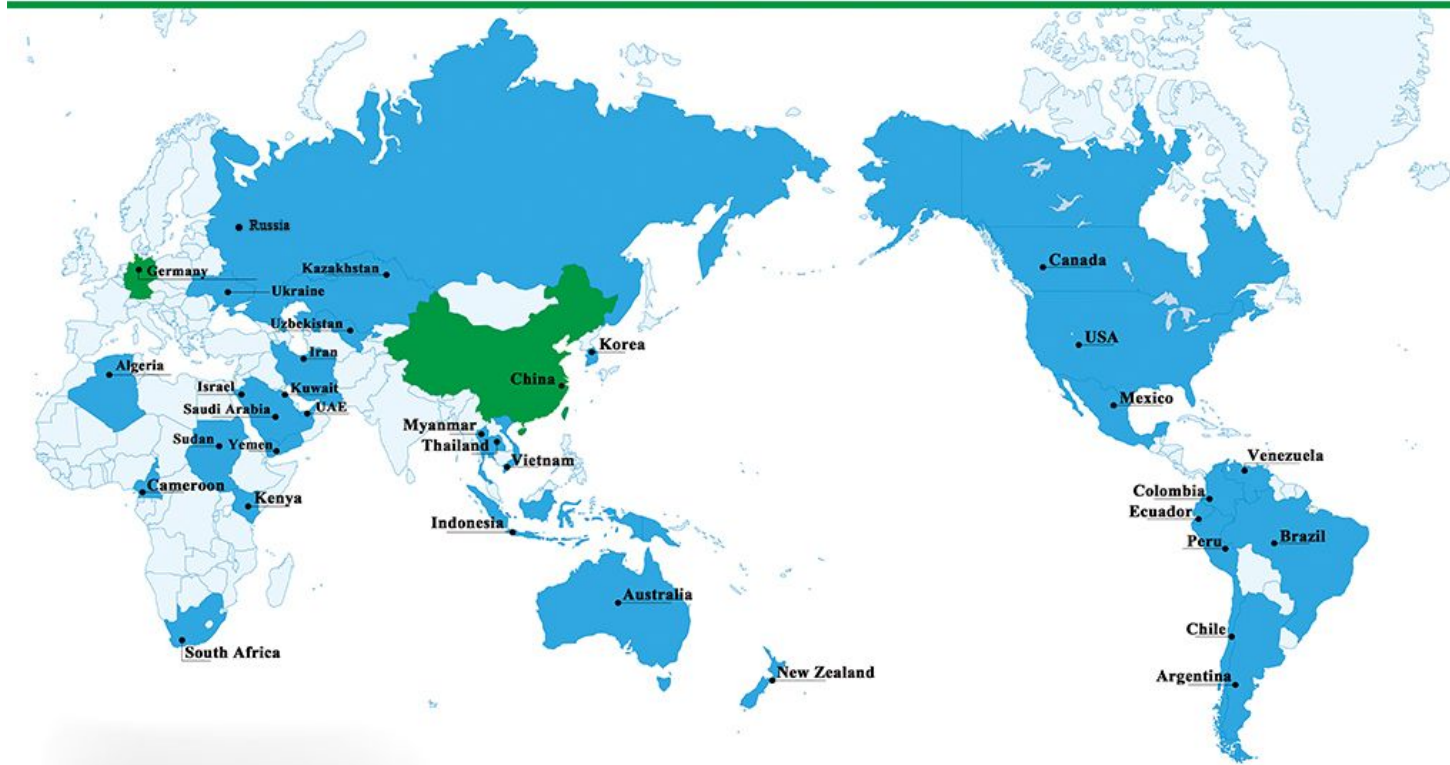 Russia
Germany
Kazakhstan
Ukraine
Uzbekistan
Iran
Algeria
Israel
Kuwait
Saudi Arabia
UAE
Sudan
Yemen
Cameroon
Kenya
South Africa
China
Korea
Myanmar
Thailand
Vietnam
Indonesia
Australia
New Zealand
Canada
USA
Mexico
Venezuela
Colombia
Ecuador
Peru
Brazil
Chile
Argentina